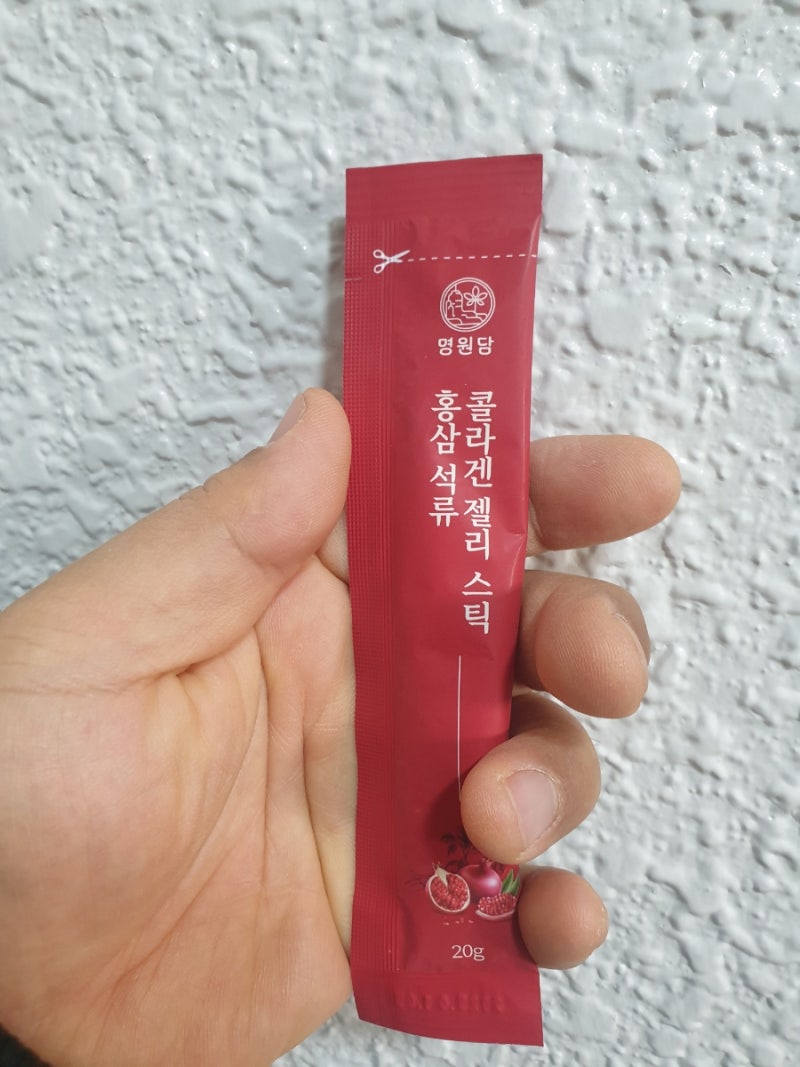 명원담
홍삼 석류
콜라겐 젤리 스틱
20g